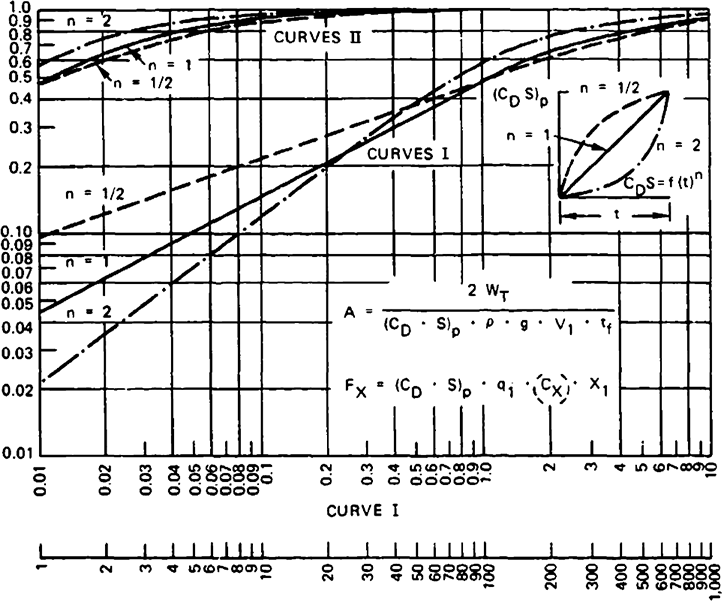 1.0
0.9
0.8
0.7
0.6
0.5
0.4
0.3
0.2
0.10
0.09
0.08
0.07
0.06
0.05
0.04
0.03
0.02
0.01
n = 2
n = 1
n = 1/2
CURVES II
CURVES I
n = 1/2
n = 1
n = 2
(C_D S)_p
n = 1/2
n = 1
n = 2
C_D S = f (t)^n
t
A = 2 W_T / (C_D · S)_p · ρ · g · V_1 · t_f
F_X = (C_D · S)_p · q_1 · C_X · X_1
0.01 0.02 0.03 0.04 0.05 0.06 0.07 0.08 0.09 0.1 0.2 0.3 0.4 0.5 0.6 0.7 0.8 0.9 1.0 2 3 4 5 6 7 8 9 10
CURVE I
1 2 3 4 5 6 7 8 9 10 20 30 40 50 60 70 80 90 100 200 300 400 500 600 700 800 900 1,000